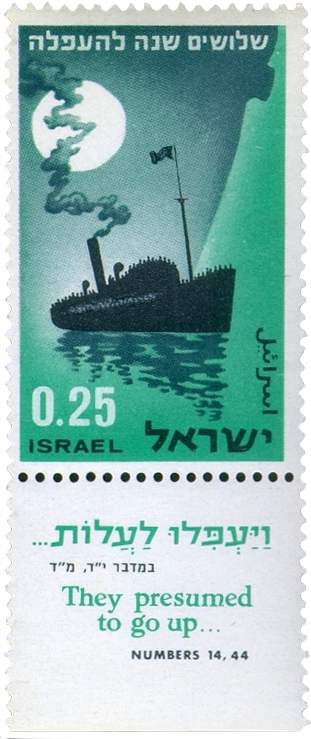 שלושים שנה להעפלה
اسرائيل
0.25
ISRAEL ישראל
וַיַּעְפִּלוּ לַעֲלוֹת...
במדבר י"ד, מ"ד
They presumed
to go up...
NUMBERS 14, 44